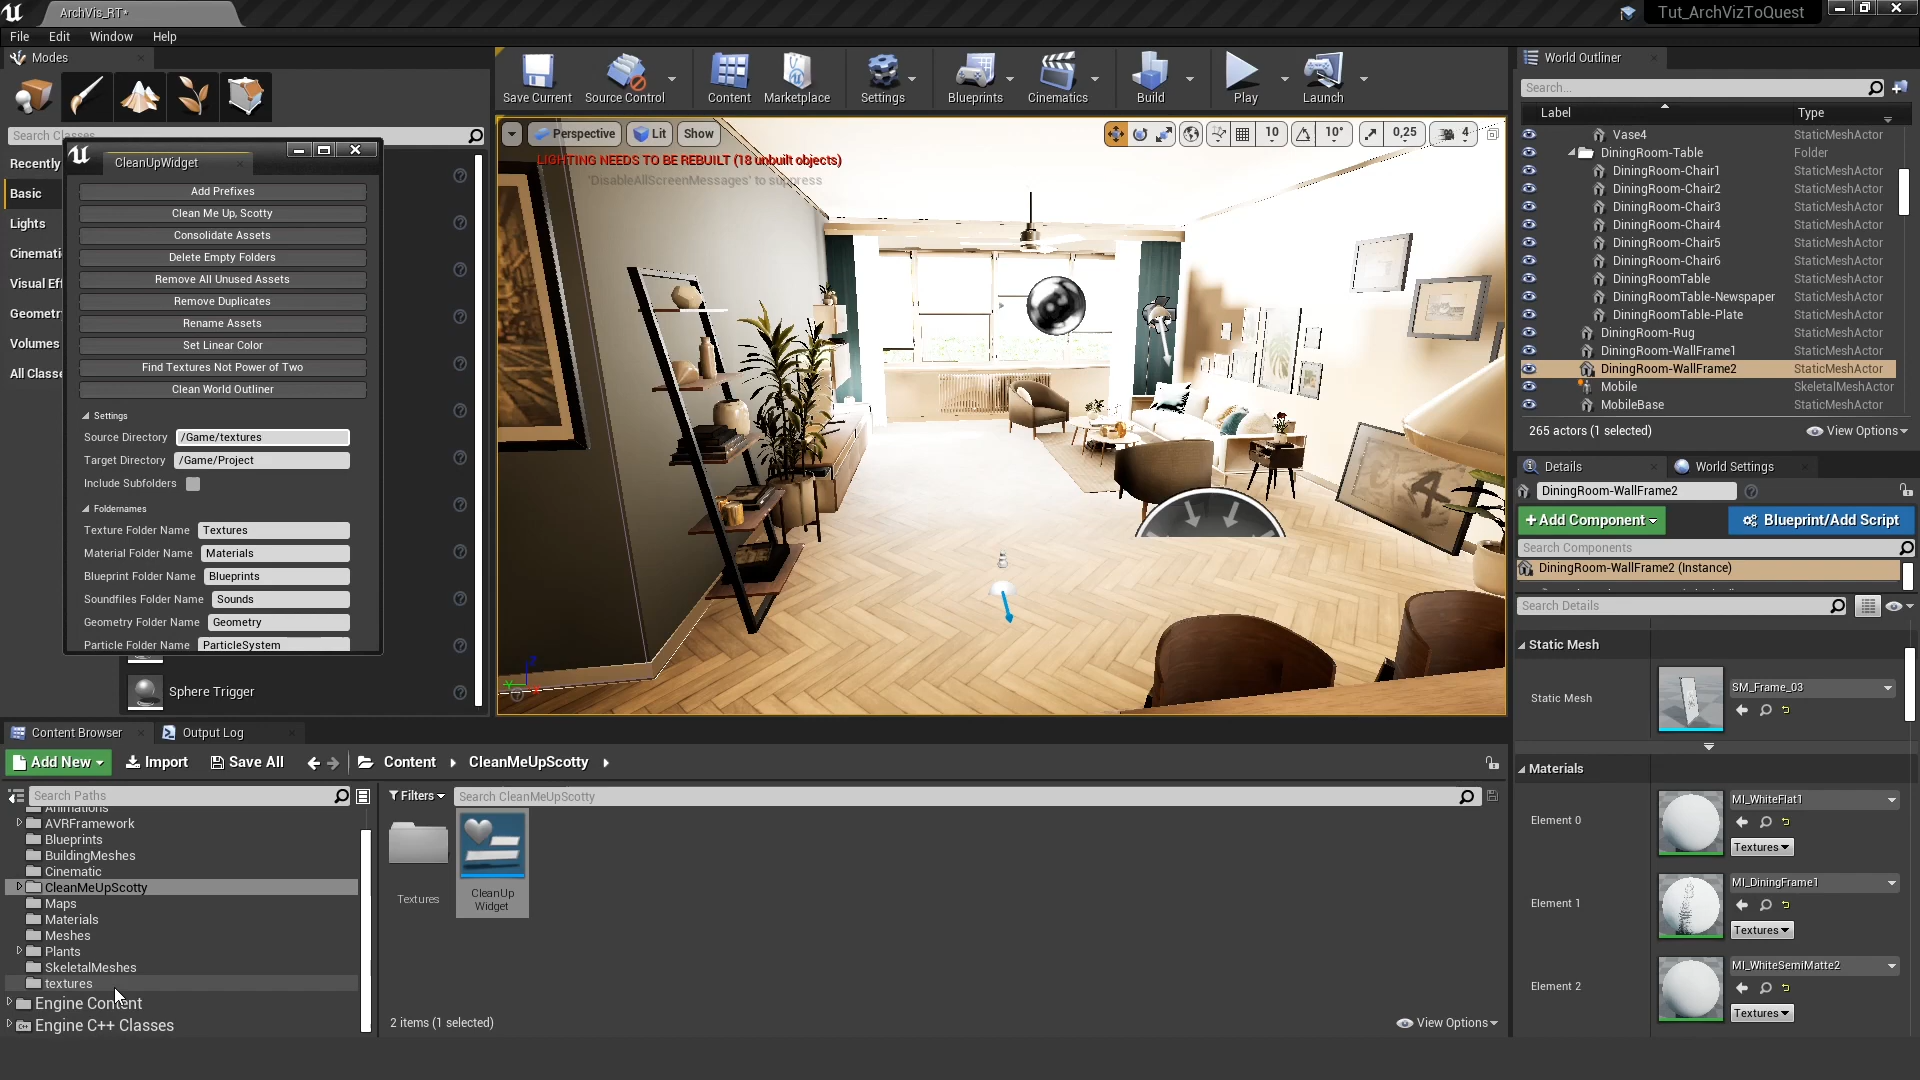 ArchVis_RT*
Tut_ArchVizToQuest
File Edit Window Help
Modes
Search Classes
Recently
Basic
Lights
Cinemati
Visual Ef
Geometr
Volumes
All Classe
CleanUpWidget
Add Prefixes
Clean Me Up, Scotty
Consolidate Assets
Delete Empty Folders
Remove All Unused Assets
Remove Duplicates
Rename Assets
Set Linear Color
Find Textures Not Power of Two
Clean World Outliner
Settings
Source Directory /Game/textures
Target Directory /Game/Project
Include Subfolders
Foldernames
Texture Folder Name Textures
Material Folder Name Materials
Blueprint Folder Name Blueprints
Soundfiles Folder Name Sounds
Geometry Folder Name Geometry
Particle Folder Name ParticleSystem
Sphere Trigger
Save Current Source Control Content Marketplace Settings Blueprints Cinematics Build Play Launch
Perspective Lit Show 10 10° 0,25 4
LIGHTING NEEDS TO BE REBUILT (18 unbuilt objects)
'DisableAllScreenMessages' to suppress
World Outliner
Search...
Label Type
Vase4 StaticMeshActor
DiningRoom-Table Folder
DiningRoom-Chair1 StaticMeshActor
DiningRoom-Chair2 StaticMeshActor
DiningRoom-Chair3 StaticMeshActor
DiningRoom-Chair4 StaticMeshActor
DiningRoom-Chair5 StaticMeshActor
DiningRoom-Chair6 StaticMeshActor
DiningRoomTable StaticMeshActor
DiningRoomTable-Newspaper StaticMeshActor
DiningRoomTable-Plate StaticMeshActor
DiningRoom-Rug StaticMeshActor
DiningRoom-WallFrame1 StaticMeshActor
DiningRoom-WallFrame2 StaticMeshActor
Mobile SkeletalMeshActor
MobileBase StaticMeshActor
265 actors (1 selected) View Options
Details World Settings
DiningRoom-WallFrame2
+Add Component Blueprint/Add Script
Search Components
DiningRoom-WallFrame2 (Instance)
Search Details
Static Mesh
Static Mesh SM_Frame_03
Materials
Element 0 MI_WhiteFlat1
Textures
Element 1 MI_DiningFrame1
Textures
Element 2 MI_WhiteSemiMatte2
Textures
Content Browser Output Log
Add New Import Save All Content CleanMeUpScotty
Search Paths
Filters Search CleanMeUpScotty
Animations
AVRFramework
Blueprints
BuildingMeshes
Cinematic
CleanMeUpScotty
Maps
Materials
Meshes
Plants
SkeletalMeshes
textures
Engine Content
Engine C++ Classes
Textures
CleanUp
Widget
2 items (1 selected) View Options